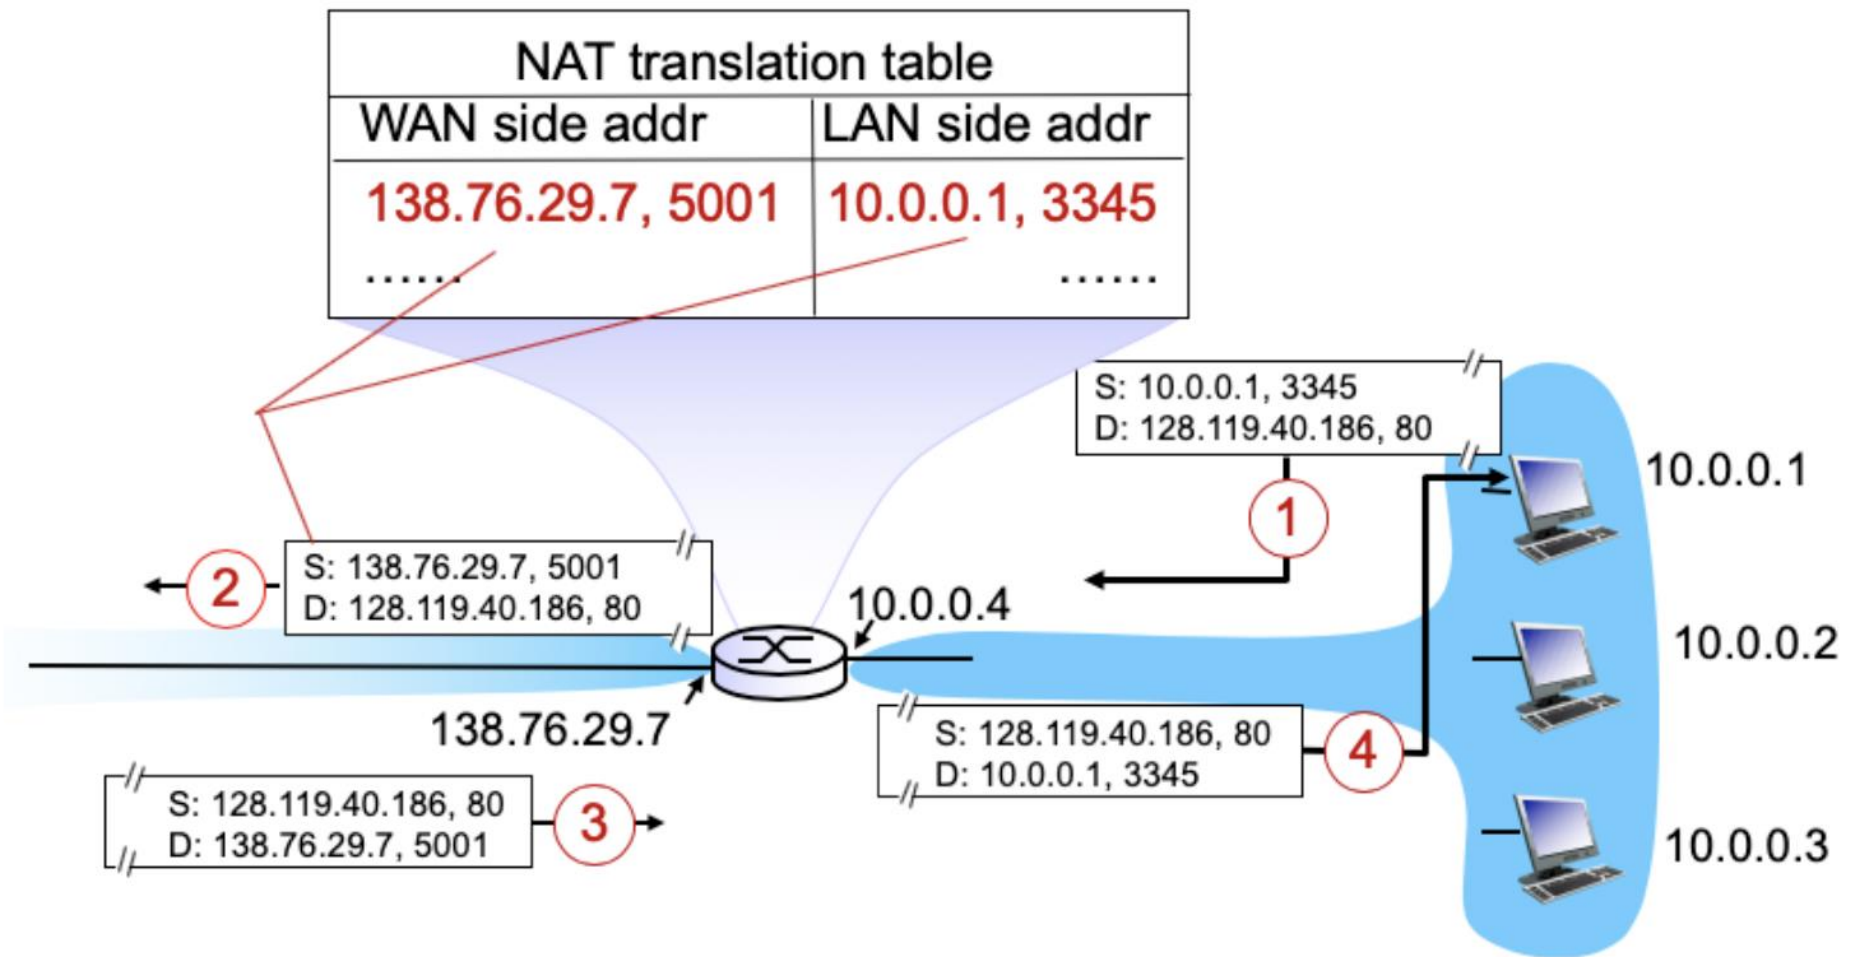 NAT translation table
WAN side addr LAN side addr
138.76.29.7, 5001 10.0.0.1, 3345
...... ......
S: 10.0.0.1, 3345
D: 128.119.40.186, 80
1
10.0.0.1
2
S: 138.76.29.7, 5001
D: 128.119.40.186, 80
10.0.0.4
10.0.0.2
138.76.29.7
S: 128.119.40.186, 80
D: 10.0.0.1, 3345
4
S: 128.119.40.186, 80
D: 138.76.29.7, 5001
3
10.0.0.3